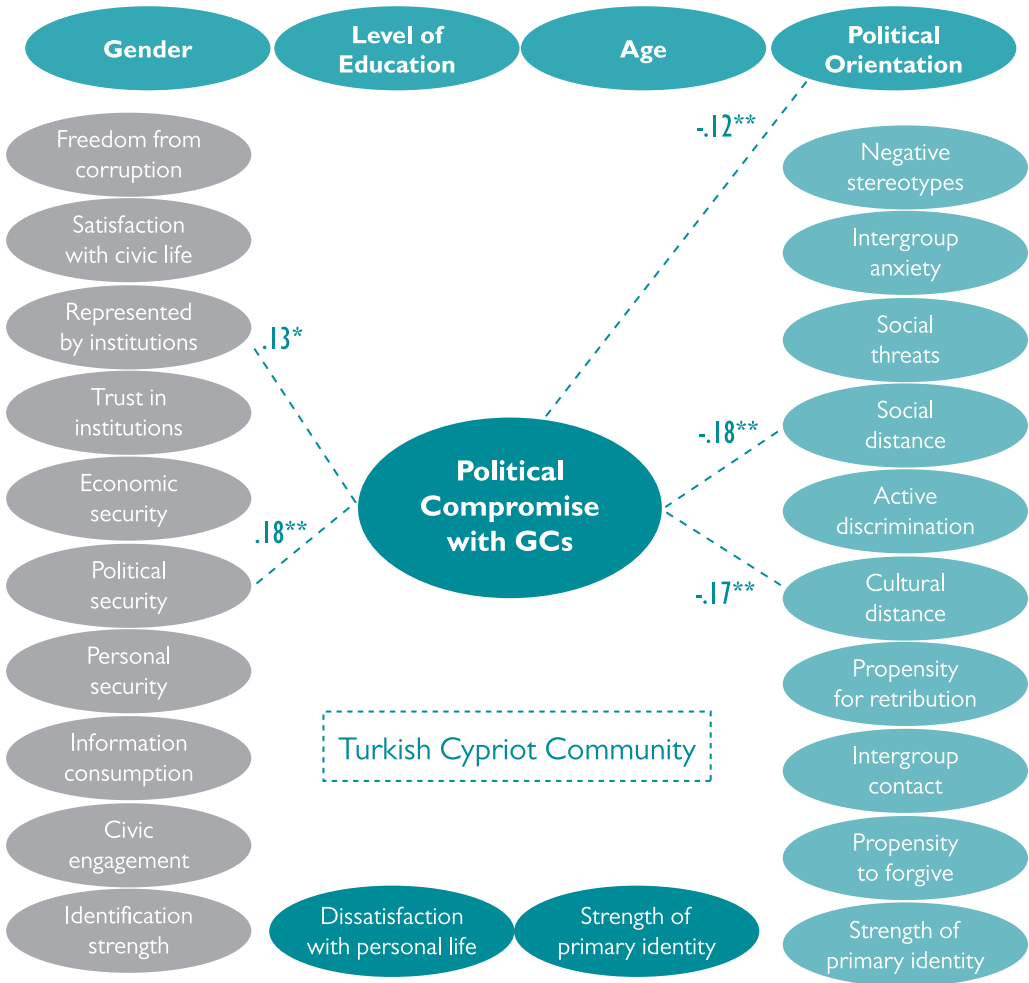 Gender
Level of
Education
Age
Political
Orientation
Freedom from
corruption
Satisfaction
with civic life
Represented
by institutions
Trust in
institutions
Economic
security
Political
security
Personal
security
Information
consumption
Civic
engagement
Identification
strength
-.12**
.13*
.18**
-.18**
-.17**
Political
Compromise
with GCs
Turkish Cypriot Community
Dissatisfaction
with personal life
Strength of
primary identity
Negative
stereotypes
Intergroup
anxiety
Social
threats
Social
distance
Active
discrimination
Cultural
distance
Propensity
for retribution
Intergroup
contact
Propensity
to forgive
Strength of
primary identity